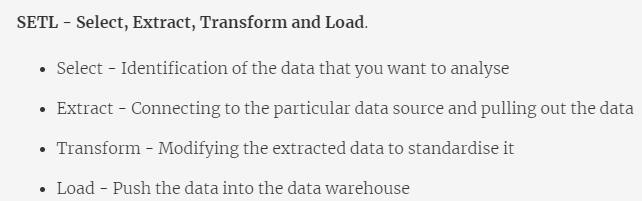 SETL - Select, Extract, Transform and Load.
• Select - Identification of the data that you want to analyse
• Extract - Connecting to the particular data source and pulling out the data
• Transform - Modifying the extracted data to standardise it
• Load - Push the data into the data warehouse